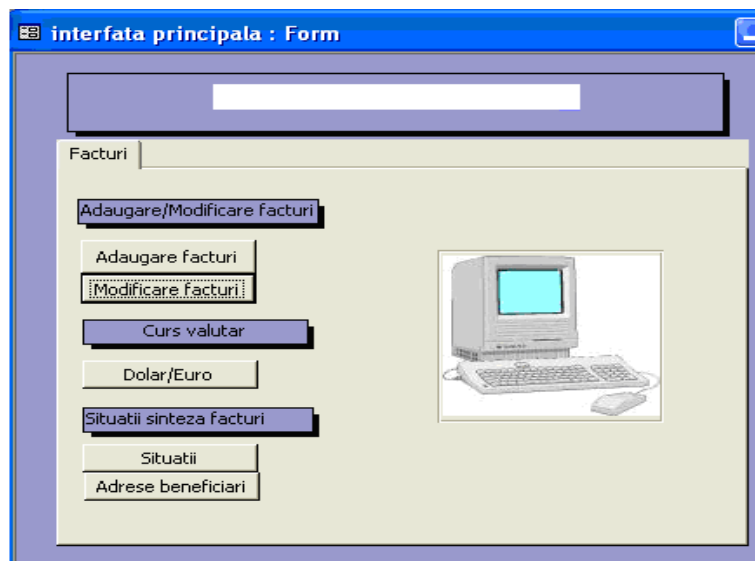 interfata principala : Form
Facturi
Adaugare/Modificare facturi
Adaugare facturi
Modificare facturi
Curs valutar
Dolar/Euro
Situatii sinteza facturi
Situatii
Adrese beneficiari